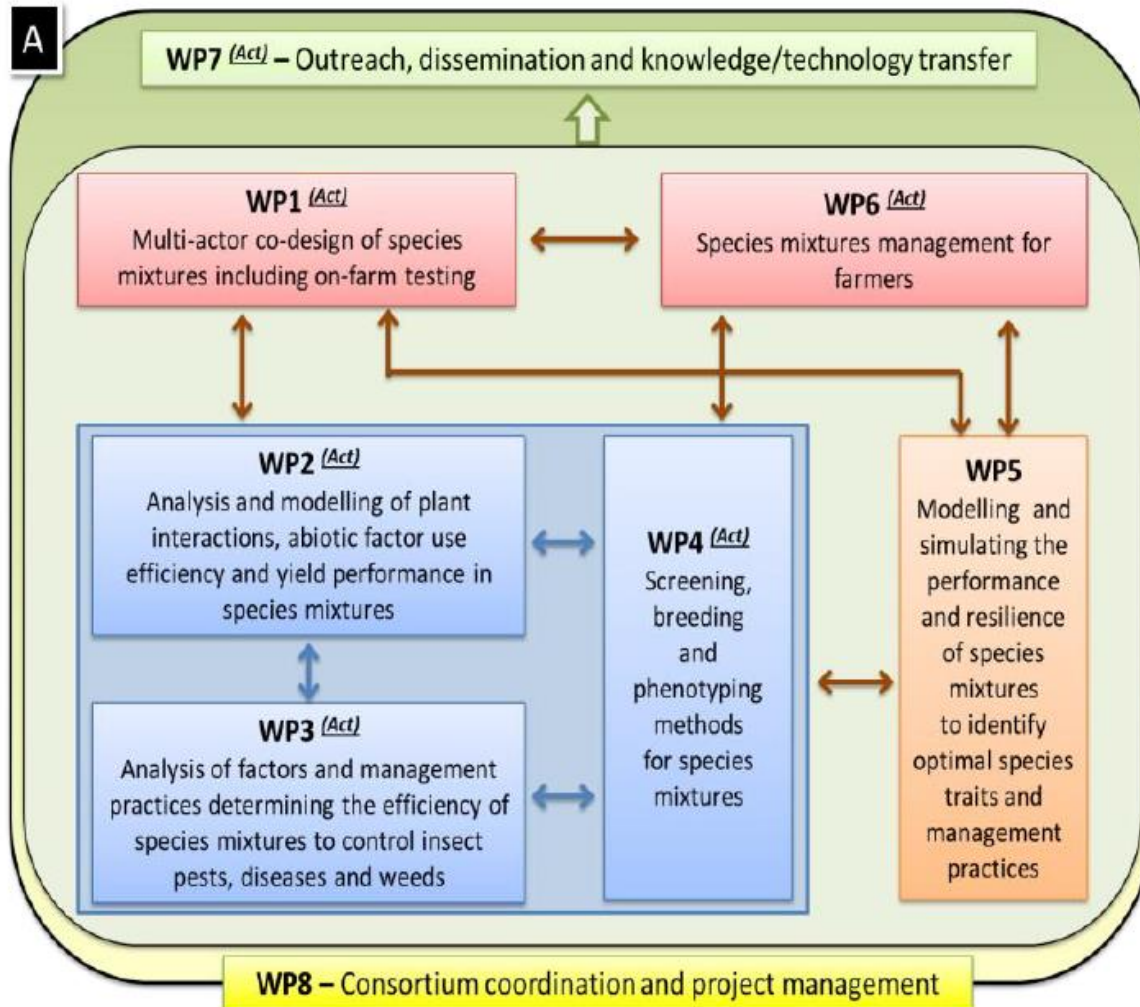 A
WP7 (Act) – Outreach, dissemination and knowledge/technology transfer
WP1 (Act)
Multi-actor co-design of species
mixtures including on-farm testing
WP6 (Act)
Species mixtures management for
farmers
WP2 (Act)
Analysis and modelling of plant
interactions, abiotic factor use
efficiency and yield performance in
species mixtures
WP3 (Act)
Analysis of factors and management
practices determining the efficiency of
species mixtures to control insect
pests, diseases and weeds
WP4 (Act)
Screening,
breeding
and
phenotyping
methods
for species
mixtures
WP5
Modelling and
simulating the
performance
and resilience
of species
mixtures
to identify
optimal species
traits and
management
practices
WP8 – Consortium coordination and project management